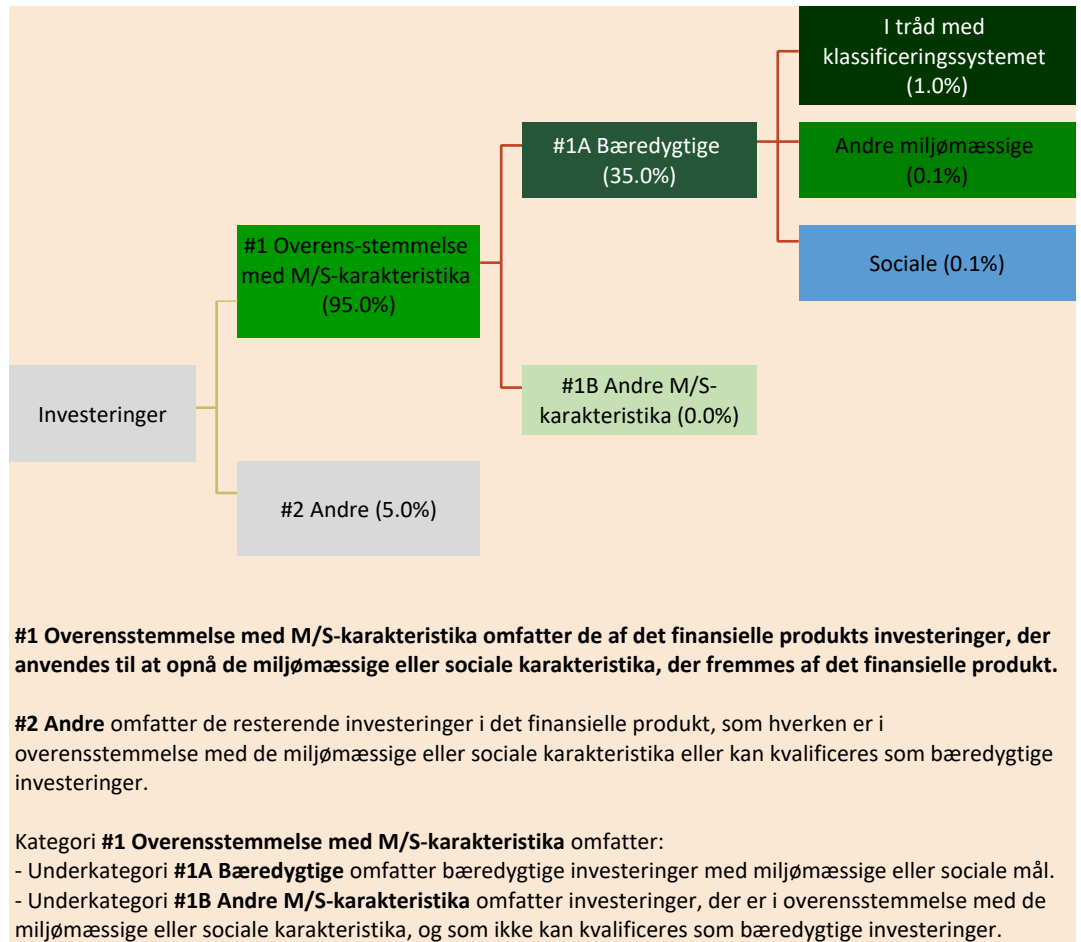 I tråd med
klassificeringssystemet
(1.0%)
#1A Bæredygtige
(35.0%)
Andre miljømæssige
(0.1%)
#1 Overens-stemmelse
med M/S-karakteristika
(95.0%)
Sociale (0.1%)
Investeringer
#1B Andre M/S-
karakteristika (0.0%)
#2 Andre (5.0%)
#1 Overensstemmelse med M/S-karakteristika omfatter de af det finansielle produkts investeringer, der
anvendes til at opnå de miljømæssige eller sociale karakteristika, der fremmes af det finansielle produkt.
#2 Andre omfatter de resterende investeringer i det finansielle produkt, som hverken er i
overensstemmelse med de miljømæssige eller sociale karakteristika eller kan kvalificeres som bæredygtige
investeringer.
Kategori #1 Overensstemmelse med M/S-karakteristika omfatter:
- Underkategori #1A Bæredygtige omfatter bæredygtige investeringer med miljømæssige eller sociale mål.
- Underkategori #1B Andre M/S-karakteristika omfatter investeringer, der er i overensstemmelse med de
miljømæssige eller sociale karakteristika, og som ikke kan kvalificeres som bæredygtige investeringer.